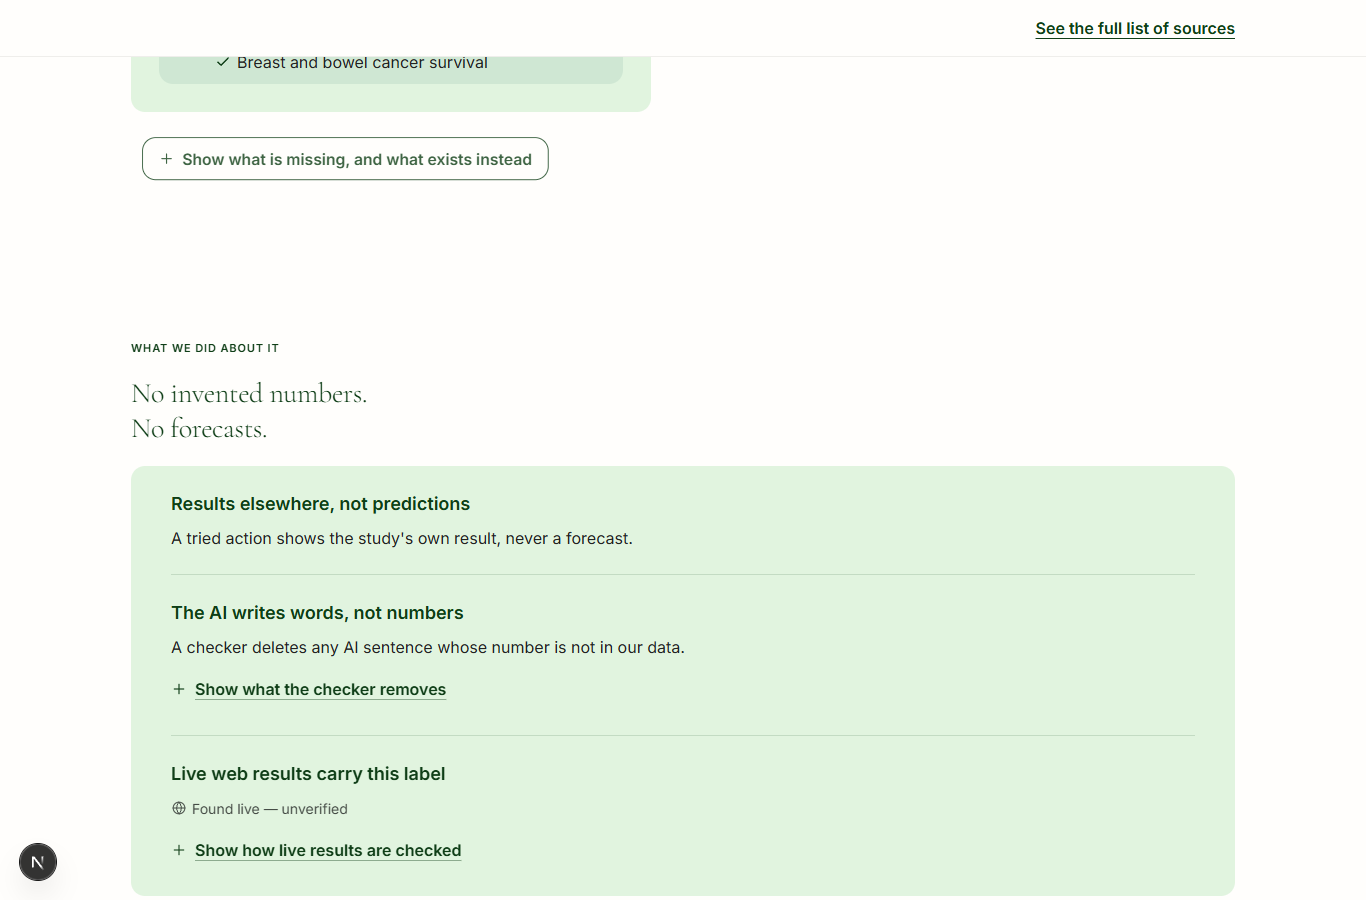 See the full list of sources
Breast and bowel cancer survival
Show what is missing, and what exists instead
WHAT WE DID ABOUT IT
No invented numbers.
No forecasts.
Results elsewhere, not predictions
A tried action shows the study's own result, never a forecast.
The AI writes words, not numbers
A checker deletes any AI sentence whose number is not in our data.
Show what the checker removes
Live web results carry this label
Found live — unverified
Show how live results are checked
N